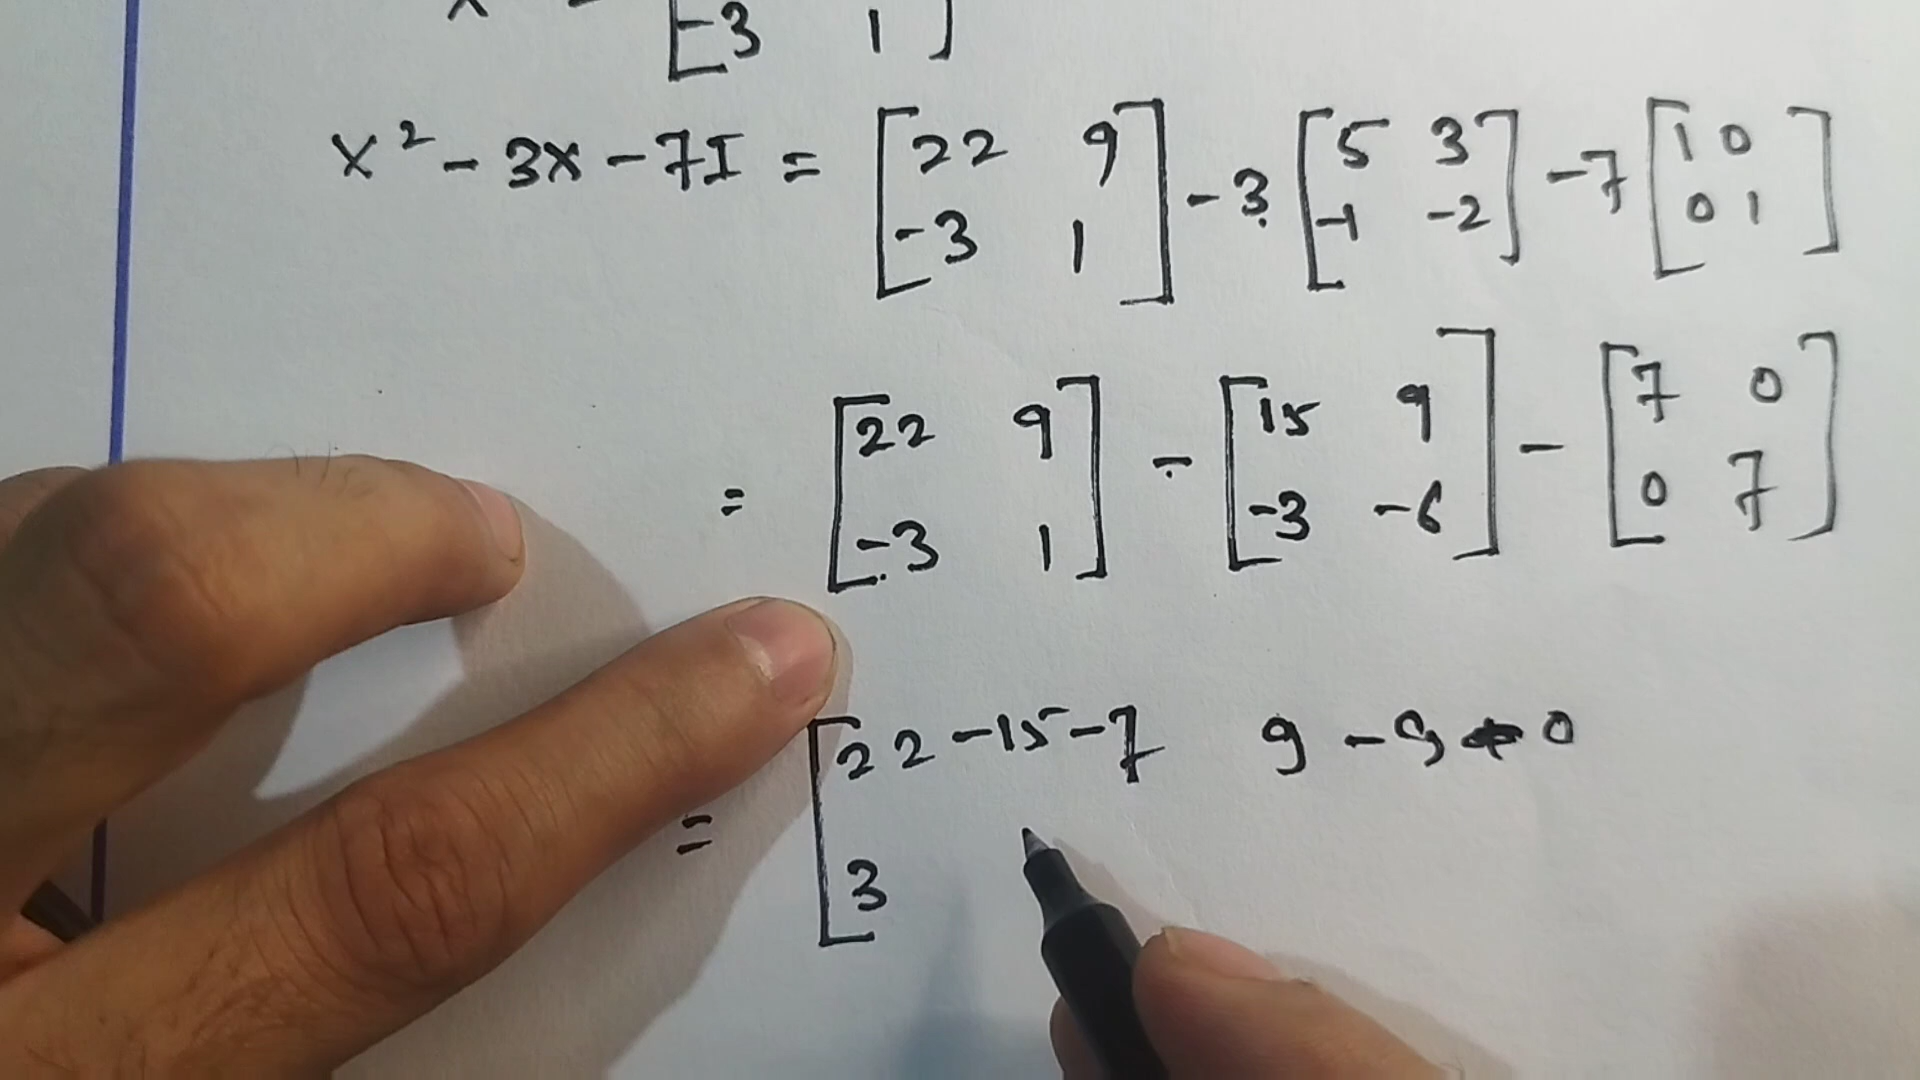 -3 1 ]
x² - 3x - 7I = [22 9 -3 1] - 3 [5 3 -1 -2] - 7 [1 0 0 1]
= [22 9 -3 1] - [15 9 -3 -6] - [7 0 0 7]
= [22 -15 -7 9 - 9 0
3